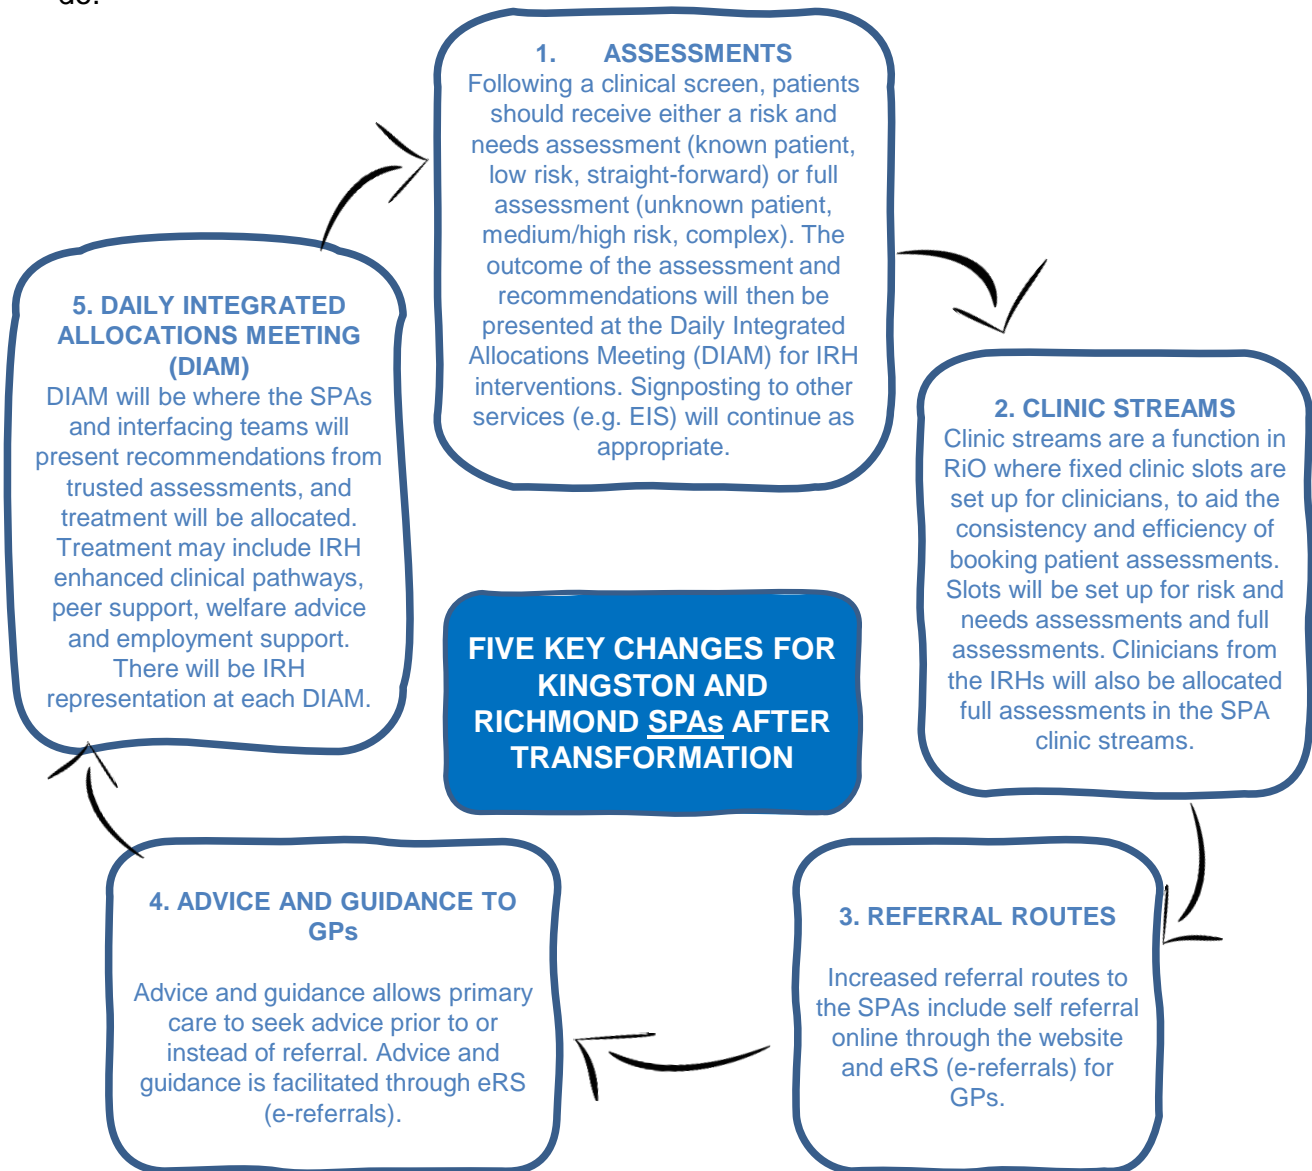 1. ASSESSMENTS
Following a clinical screen, patients
should receive either a risk and
needs assessment (known patient,
low risk, straight-forward) or full
assessment (unknown patient,
medium/high risk, complex). The
outcome of the assessment and
recommendations will then be
presented at the Daily Integrated
Allocations Meeting (DIAM) for IRH
interventions. Signposting to other
services (e.g. EIS) will continue as
appropriate.
2. CLINIC STREAMS
Clinic streams are a function in
RiO where fixed clinic slots are
set up for clinicians, to aid the
consistency and efficiency of
booking patient assessments.
Slots will be set up for risk and
needs assessments and full
assessments. Clinicians from
the IRHs will also be allocated
full assessments in the SPA
clinic streams.
3. REFERRAL ROUTES
Increased referral routes to
the SPAs include self referral
online through the website
and eRS (e-referrals) for
GPs.
4. ADVICE AND GUIDANCE TO
GPs
Advice and guidance allows primary
care to seek advice prior to or
instead of referral. Advice and
guidance is facilitated through eRS
(e-referrals).
5. DAILY INTEGRATED
ALLOCATIONS MEETING
(DIAM)
DIAM will be where the SPAs
and interfacing teams will
present recommendations from
trusted assessments, and
treatment will be allocated.
Treatment may include IRH
enhanced clinical pathways,
peer support, welfare advice
and employment support.
There will be IRH
representation at each DIAM.
FIVE KEY CHANGES FOR
KINGSTON AND
RICHMOND SPAs AFTER
TRANSFORMATION